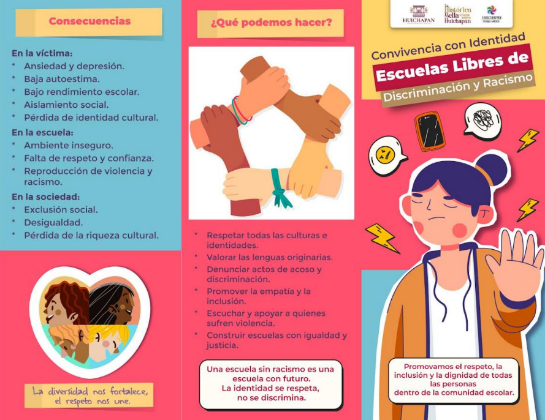 Consecuencias
En la víctima:
* Ansiedad y depresión.
* Baja autoestima.
* Bajo rendimiento escolar.
* Aislamiento social.
* Pérdida de identidad cultural.
En la escuela:
* Ambiente inseguro.
* Falta de respeto y confianza.
* Reproducción de violencia y
racismo.
En la sociedad:
* Exclusión social.
* Desigualdad.
* Pérdida de la riqueza cultural.
La diversidad nos fortalece,
el respeto nos une.
¿Qué podemos hacer?
* Respetar todas las culturas e
identidades.
* Valorar las lenguas originarias.
* Denunciar actos de acoso y
discriminación.
* Promover la empatía y la
inclusión.
* Escuchar y apoyar a quienes
sufren violencia.
* Construir escuelas con igualdad y
justicia.
Una escuela sin racismo es una
escuela con futuro.
La identidad se respeta,
no se discrimina.
HUICHAPAN
Histórica
Bella
Huichapan
HUICHAPAN
Convivencia con Identidad
Escuelas Libres de
Discriminación y Racismo
Promovamos el respeto, la
inclusión y la dignidad de todas
las personas
dentro de la comunidad escolar.